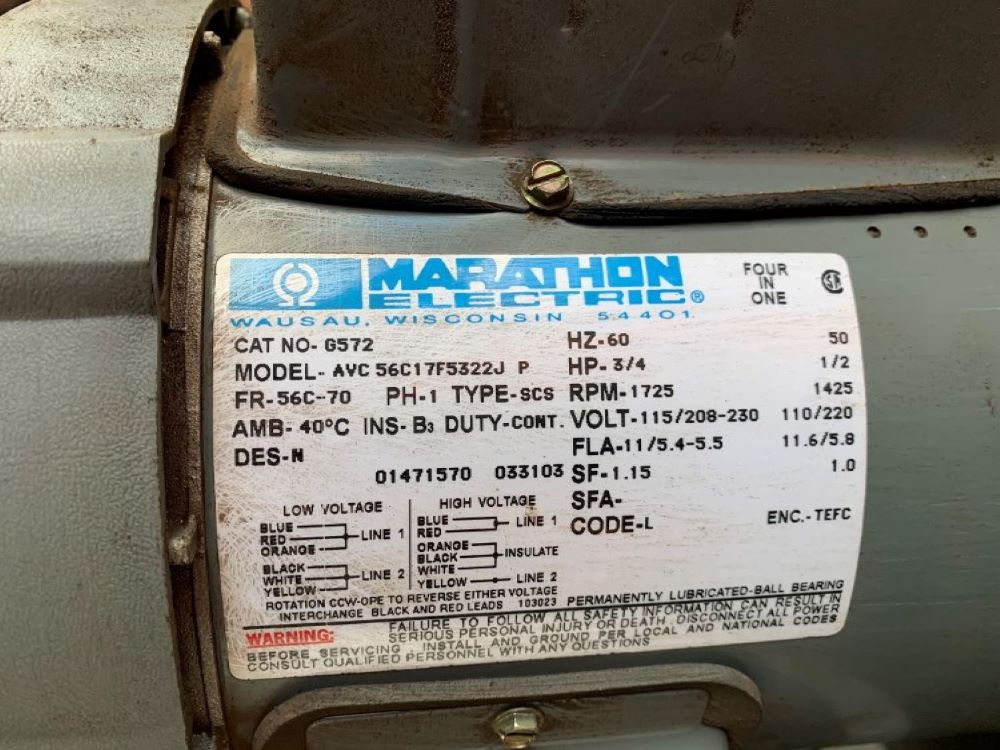 MARATHON
ELECTRIC®
WAUSAU, WISCONSIN 54401
FOUR
IN
ONE
CAT NO- G572
HZ-60 50
MODEL- AVC 56C17F5322J P
HP- 3/4 1/2
FR-56C-70 PH-1 TYPE-SCS
RPM-1725 1425
AMB- 40°C INS- B3 DUTY-CONT.
VOLT-115/208-230 110/220
DES-N
FLA-11/5.4-5.5 11.6/5.8
01471570 033103
SF-1.15 1.0
SFA-
CODE-L
ENC.-TEFC
LOW VOLTAGE
BLUE
RED LINE 1
ORANGE
BLACK
WHITE LINE 2
YELLOW
HIGH VOLTAGE
BLUE LINE 1
RED
ORANGE
BLACK INSULATE
WHITE
YELLOW LINE 2
ROTATION CCW-OPE TO REVERSE EITHER VOLTAGE
INTERCHANGE BLACK AND RED LEADS 103023
PERMANENTLY LUBRICATED-BALL BEARING
WARNING: FAILURE TO FOLLOW ALL SAFETY INFORMATION CAN RESULT IN
SERIOUS PERSONAL INJURY OR DEATH, DISCONNECT ALL POWER
BEFORE SERVICING, INSTALL AND GROUND PER LOCAL AND NATIONAL CODES
CONSULT QUALIFIED PERSONNEL WITH ANY QUESTIONS